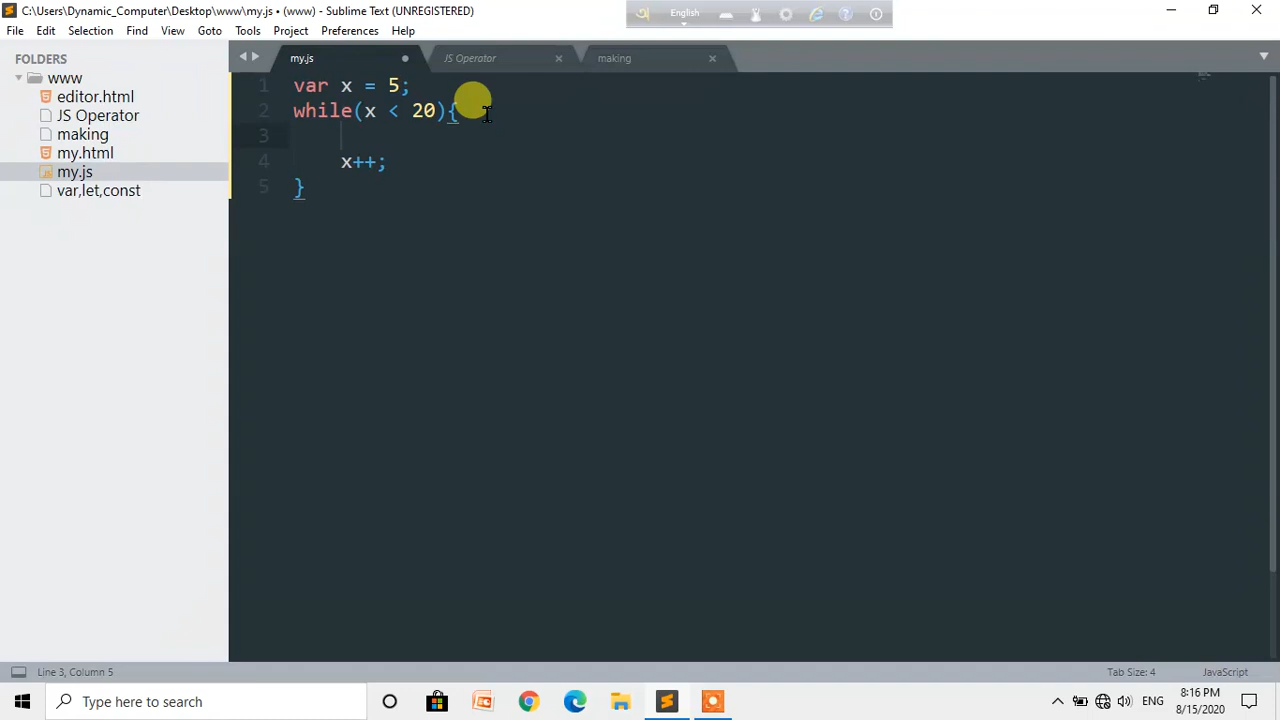 C:\Users\Dynamic_Computer\Desktop\www\my.js • (www) - Sublime Text (UNREGISTERED)
অ English
File Edit Selection Find View Goto Tools Project Preferences Help
FOLDERS
www
editor.html
JS Operator
making
my.html
my.js
var,let,const
my.js JS Operator making
1 var x = 5;
2 while(x < 20){
3
4 x++;
5 }
Line 3, Column 5 Tab Size: 4 JavaScript
Type here to search
ENG
8:16 PM
8/15/2020